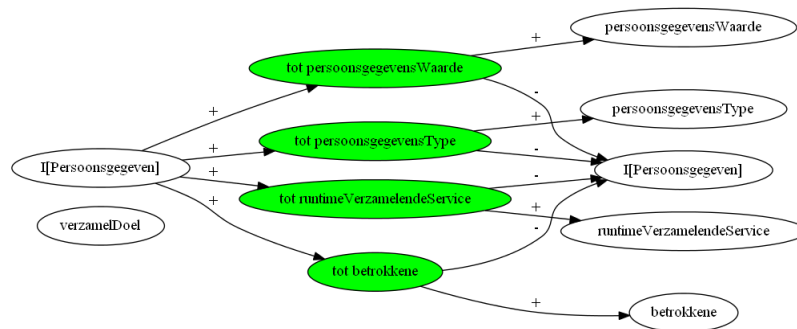 persoonsgegevensWaarde
+
tot persoonsgegevensWaarde
-
+
persoonsgegevensType
+
tot persoonsgegevensType
+
-
I[Persoonsgegeven]
I[Persoonsgegeven]
+
-
tot runtimeVerzamelendeService
+
+
-
verzamelDoel
runtimeVerzamelendeService
tot betrokkene
+
betrokkene